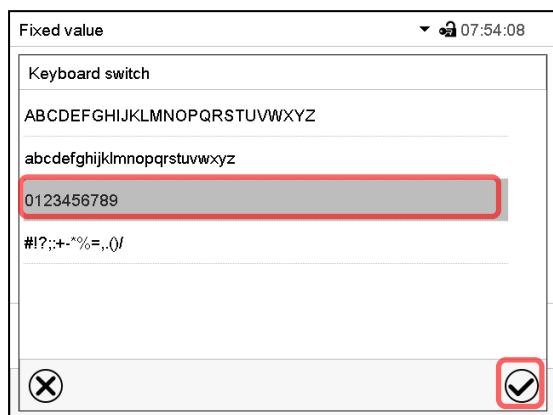 Fixed value 07:54:08
Keyboard switch
ABCDEFGHIJKLMNOPQRSTUVWXYZ
abcdefghijklmnopqrstuvwxyz
0123456789
#!?;:+-*%=,.()/